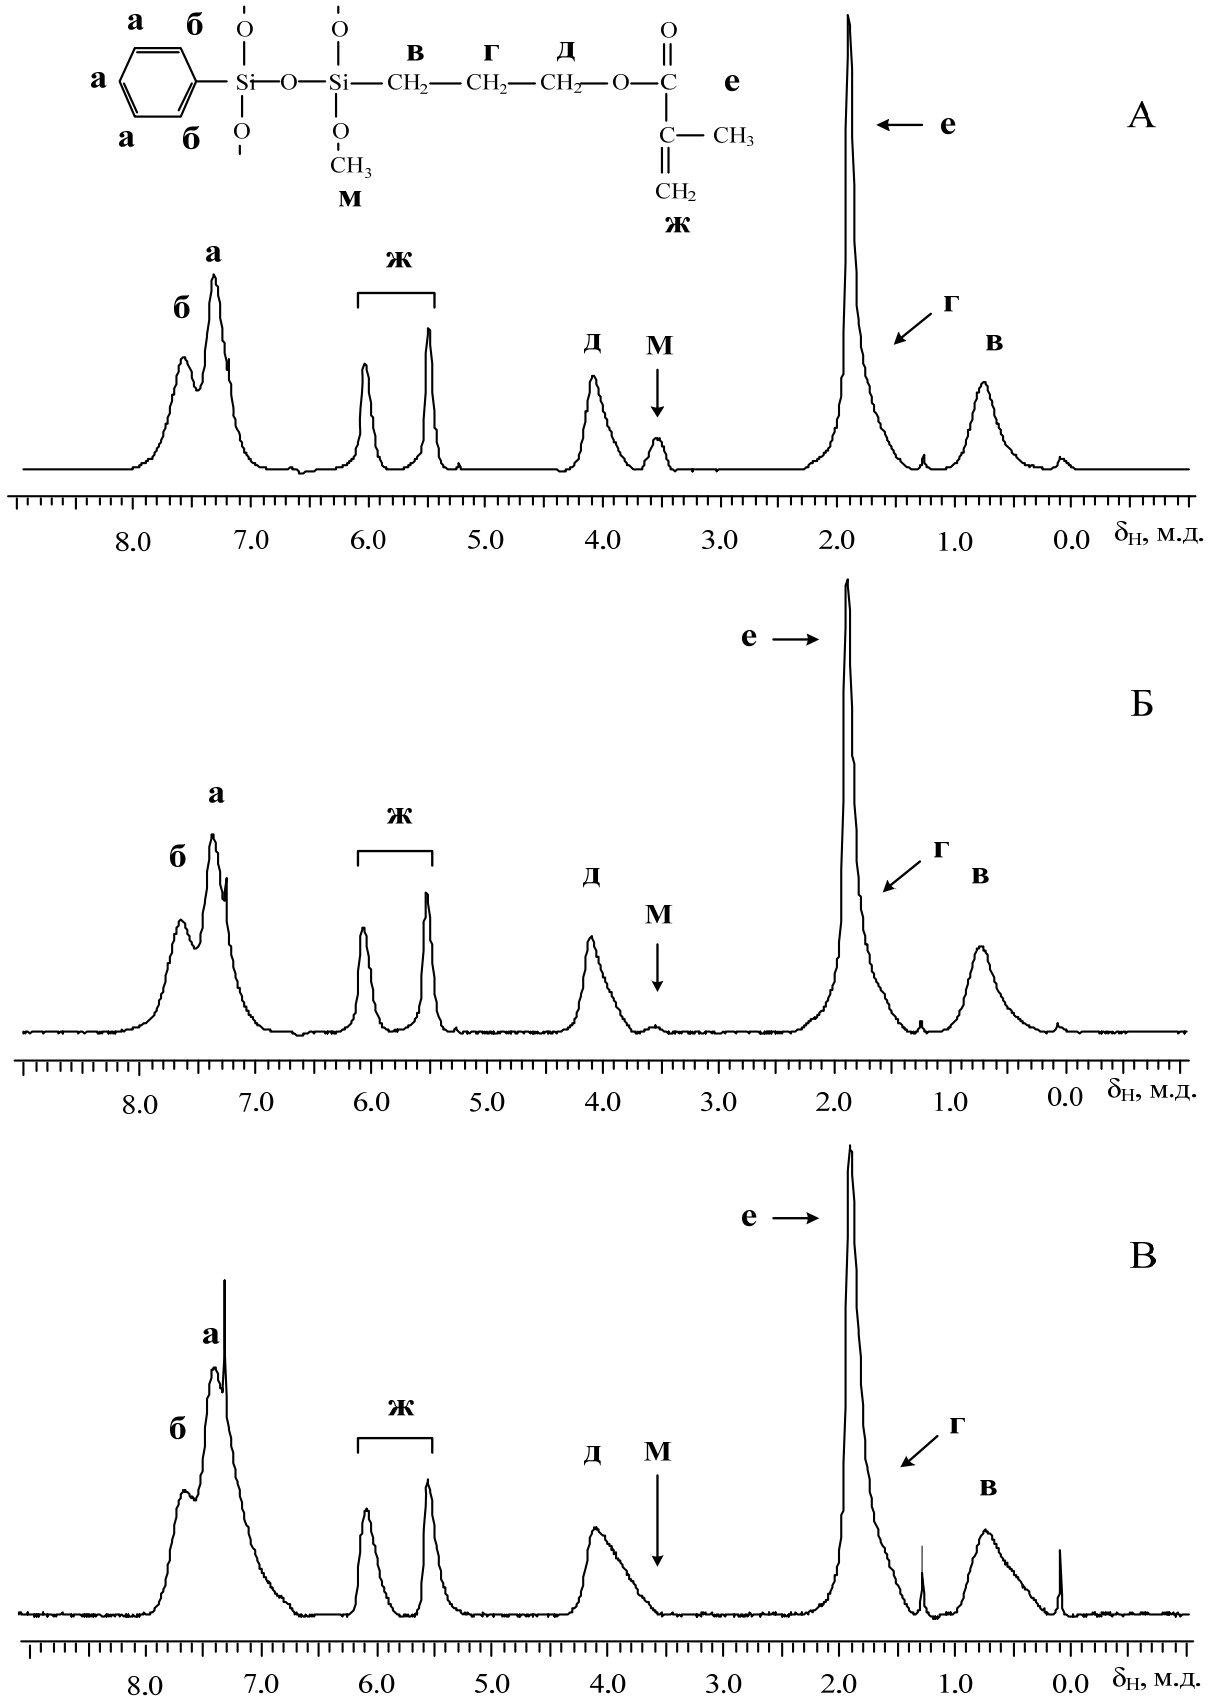 а б O O в г д O
а Si O Si CH2 CH2 CH2 O C е
а б O O C CH3
CH3 CH2
м ж
А
е
а
б
ж
д
М
г
в
8.0 7.0 6.0 5.0 4.0 3.0 2.0 1.0 0.0 δH, м.д.
Б
е
а
б
ж
д
М
г
в
8.0 7.0 6.0 5.0 4.0 3.0 2.0 1.0 0.0 δH, м.д.
В
е
а
б
ж
д
М
г
в
8.0 7.0 6.0 5.0 4.0 3.0 2.0 1.0 0.0 δH, м.д.